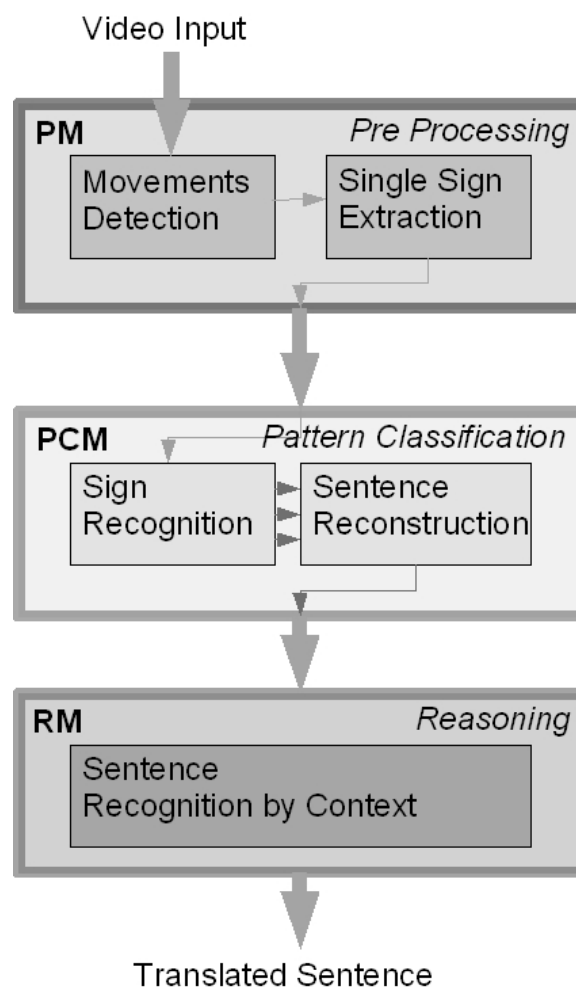 Video Input
PM
Pre Processing
Movements
Detection
Single Sign
Extraction
PCM
Pattern Classification
Sign
Recognition
Sentence
Reconstruction
RM
Reasoning
Sentence
Recognition by Context
Translated Sentence